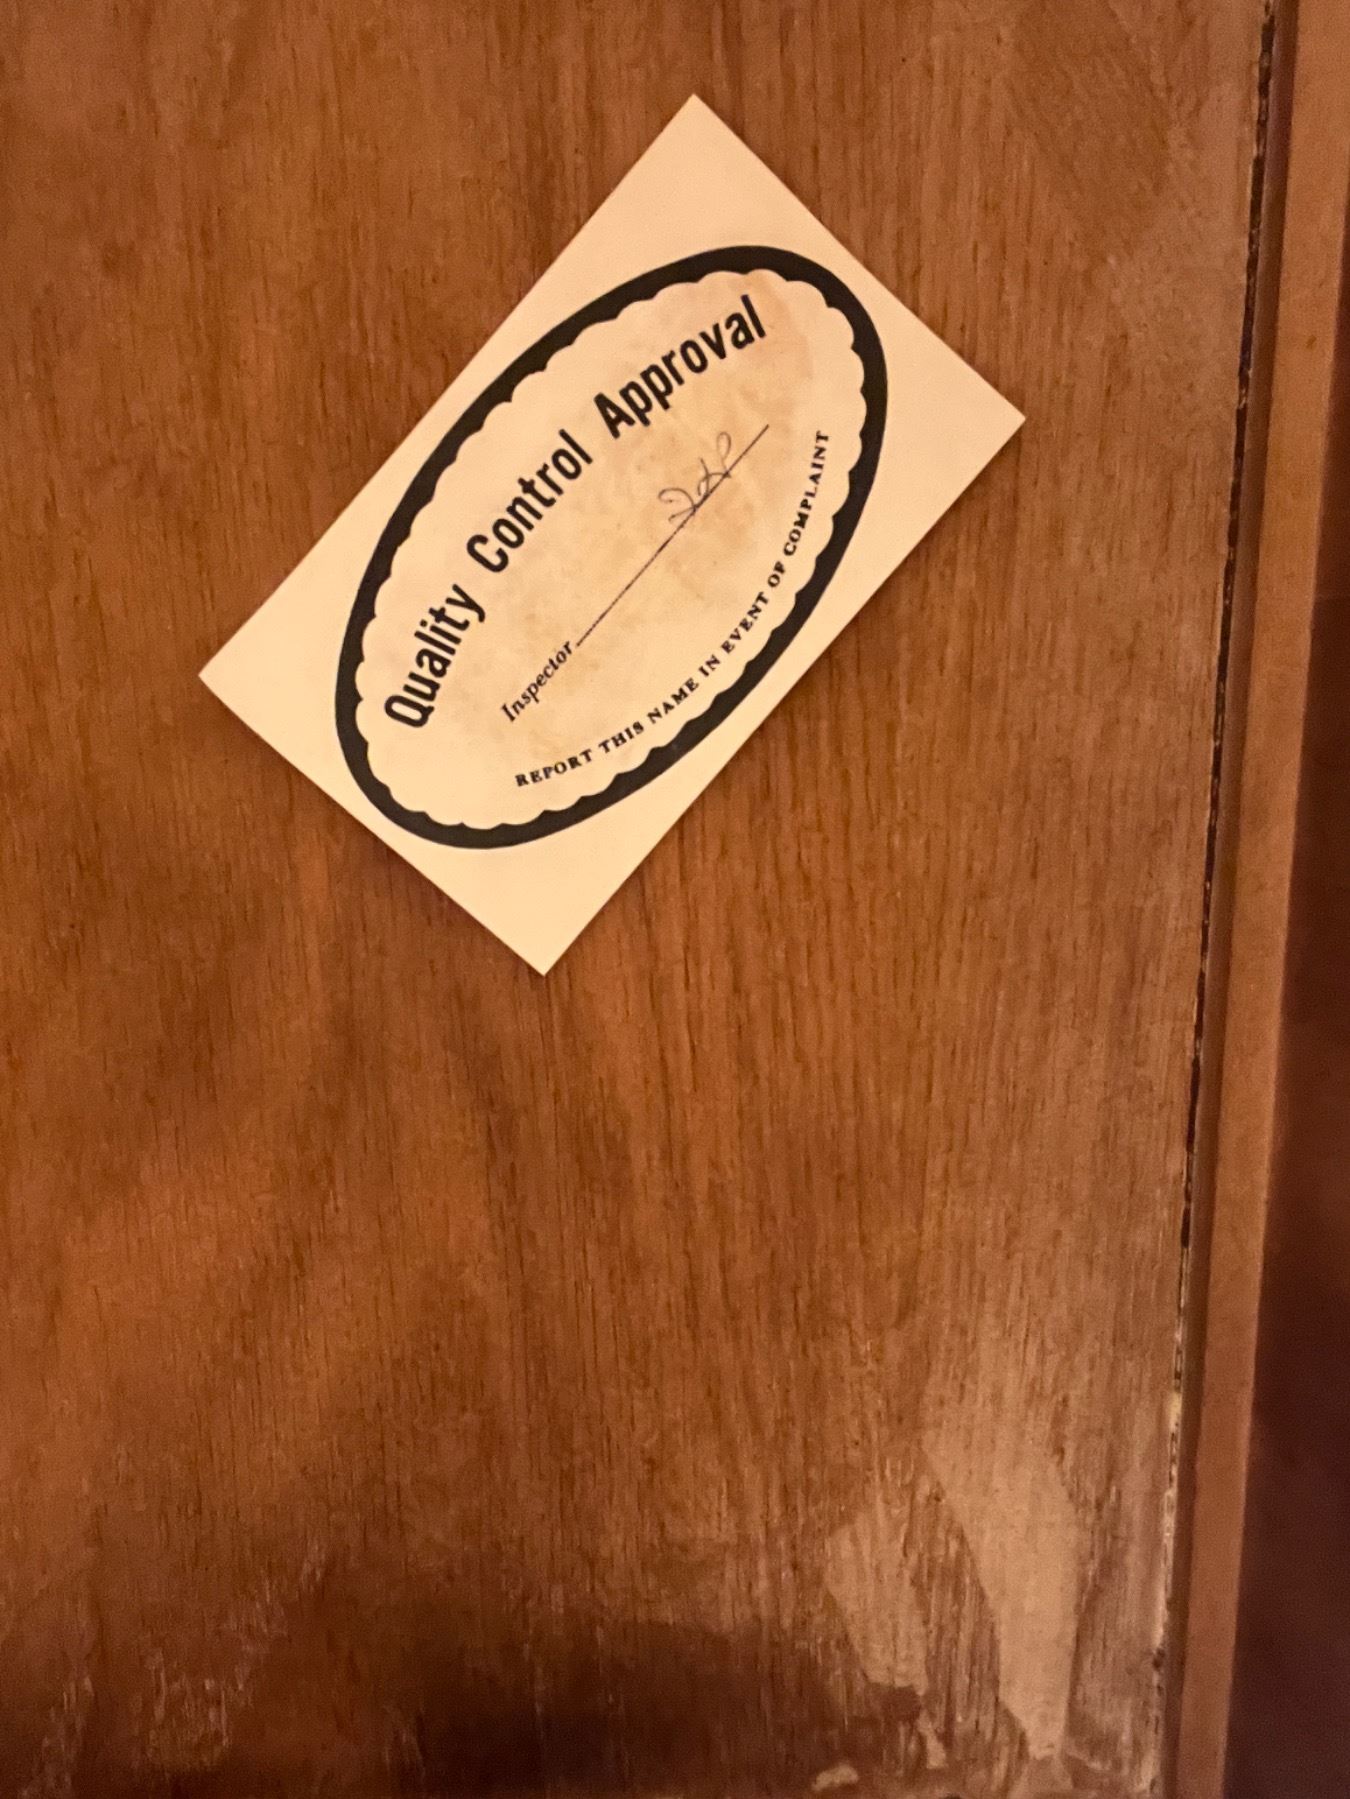 Quality Control Approval
Inspector
REPORT THIS NAME IN EVENT OF COMPLAINT